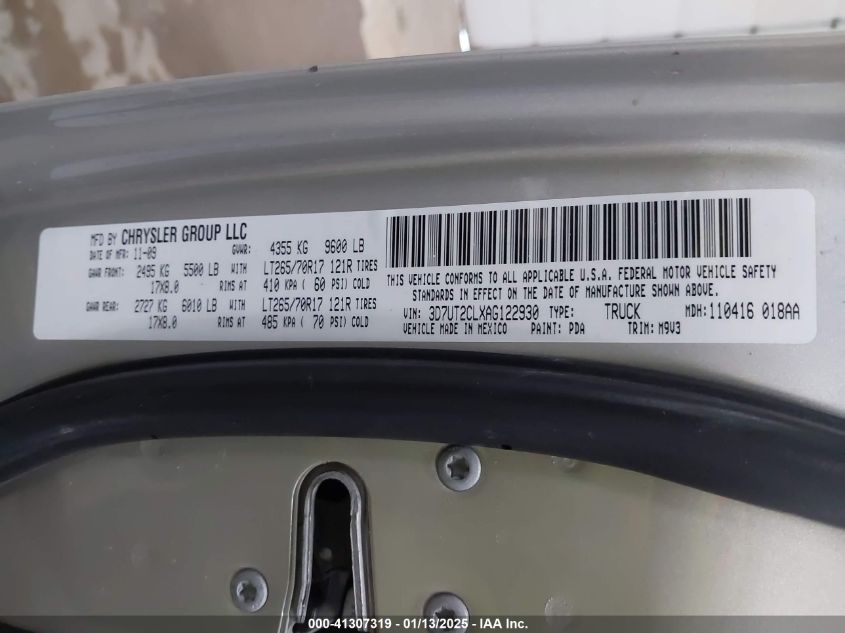 MFD BY CHRYSLER GROUP LLC
DATE OF MFR: 11-09 GVWR: 4355 KG 9600 LB
GAWR FRONT: 2495 KG 5500 LB WITH LT265/70R17 121R TIRES
17X8.0 RIMS AT 410 KPA ( 60 PSI) COLD
GAWR REAR: 2727 KG 6010 LB WITH LT265/70R17 121R TIRES
17X8.0 RIMS AT 485 KPA ( 70 PSI) COLD
THIS VEHICLE CONFORMS TO ALL APPLICABLE U.S.A. FEDERAL MOTOR VEHICLE SAFETY
STANDARDS IN EFFECT ON THE DATE OF MANUFACTURE SHOWN ABOVE.
VIN: 3D7UT2CLXAG122930 TYPE: TRUCK MDH: 110416 018AA
VEHICLE MADE IN MEXICO PAINT: PDA TRIM: M9V3
000-41307319 - 01/13/2025 - IAA Inc.